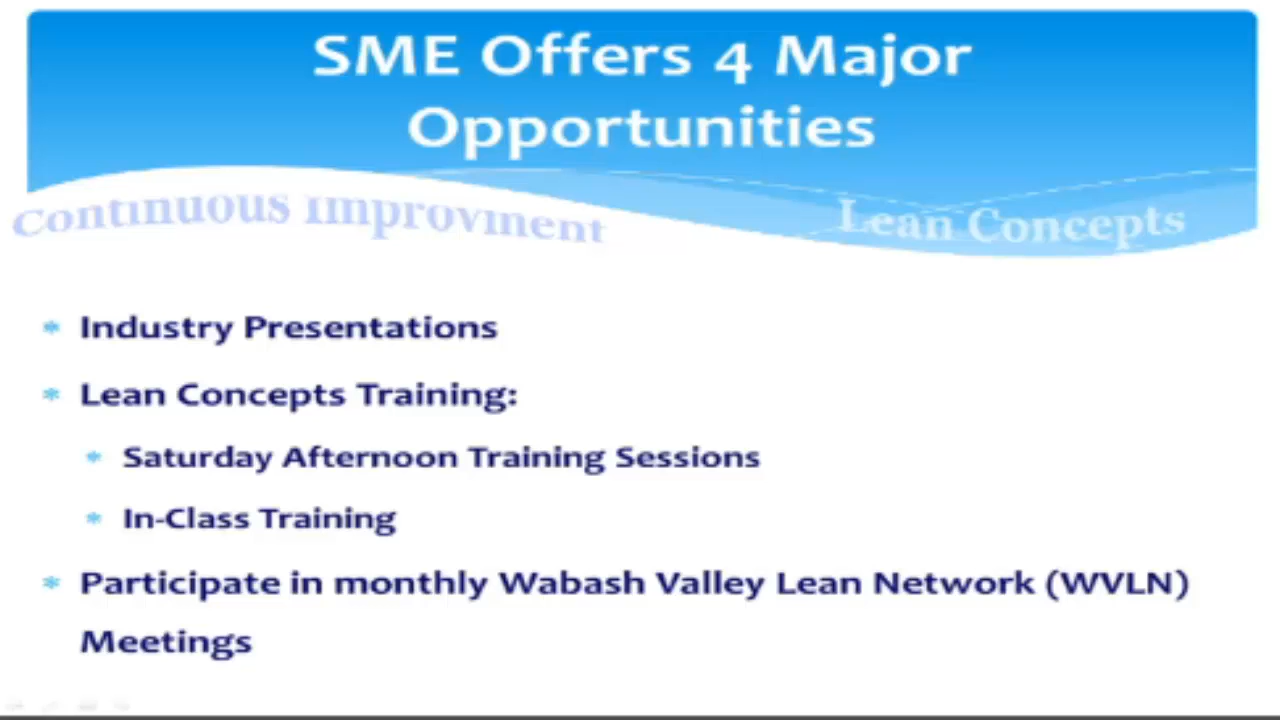 SME Offers 4 Major
Opportunities
Continuous Improvment
Lean Concepts
Industry Presentations
Lean Concepts Training:
Saturday Afternoon Training Sessions
In-Class Training
Participate in monthly Wabash Valley Lean Network (WVLN)
Meetings